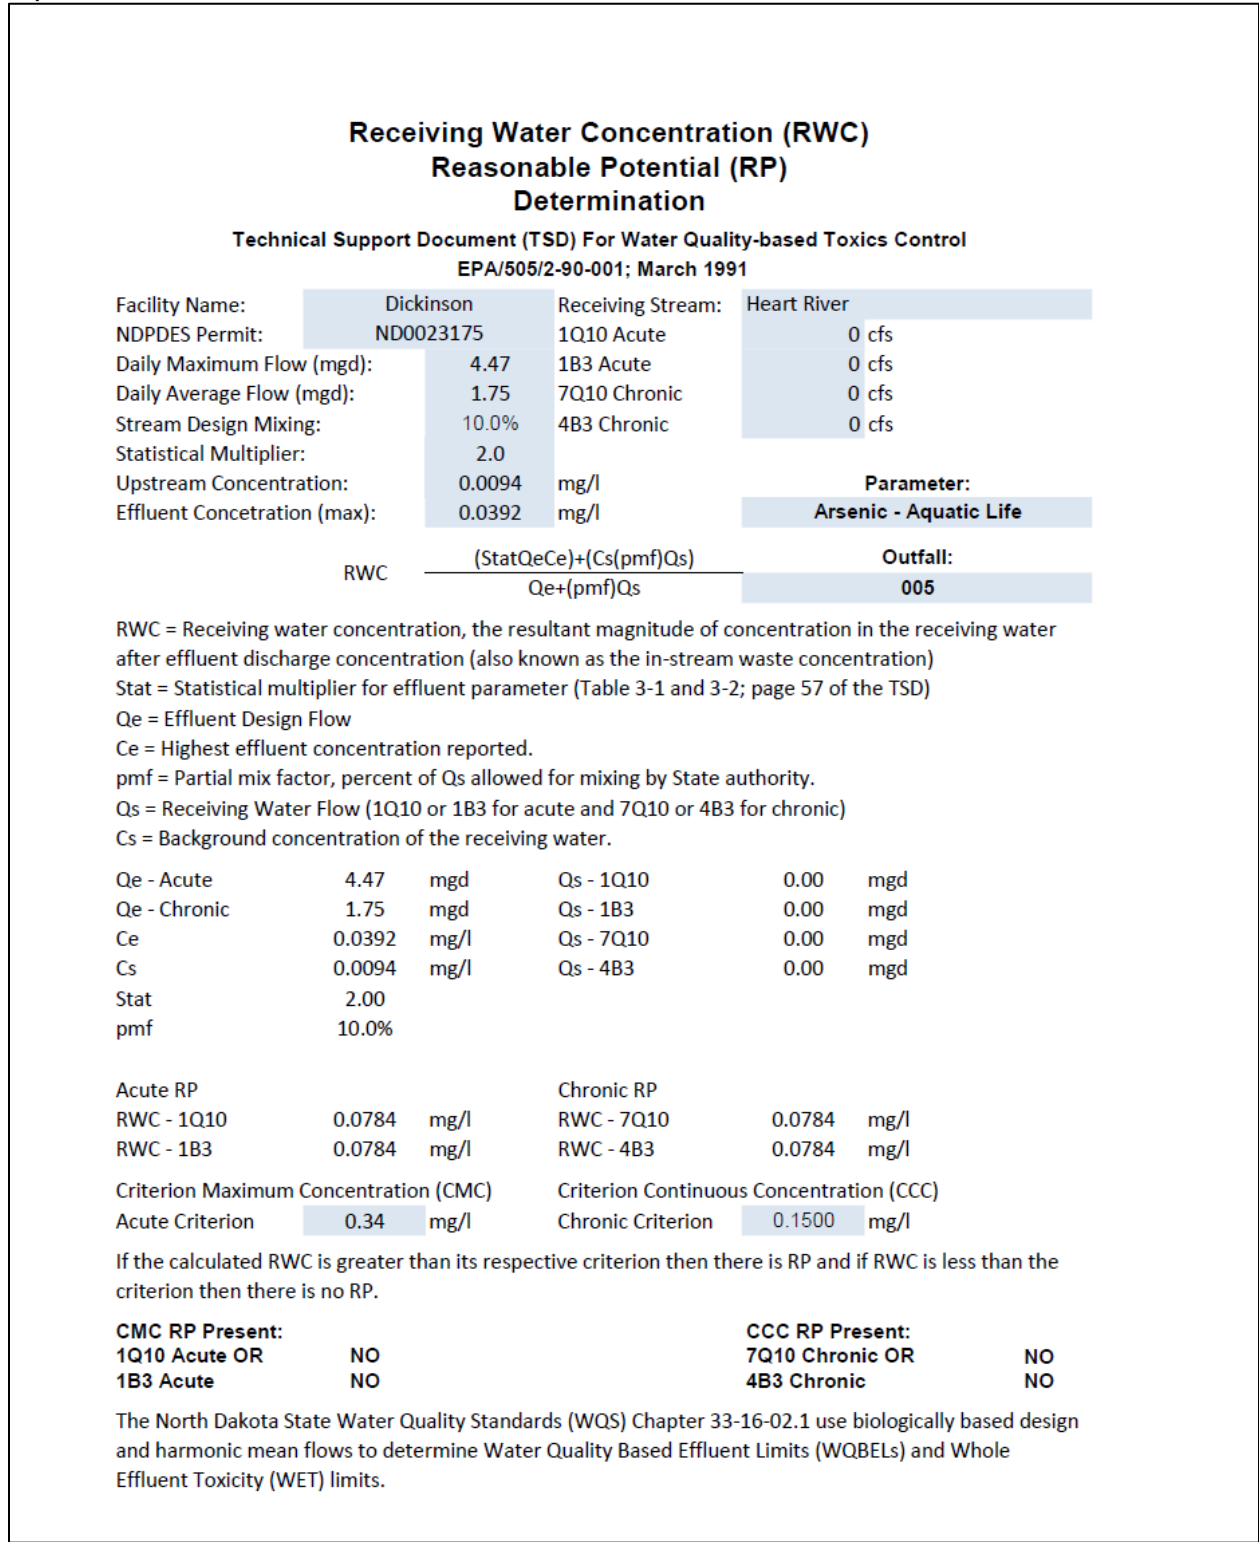 Receiving Water Concentration (RWC)
Reasonable Potential (RP)
Determination
Technical Support Document (TSD) For Water Quality-based Toxics Control
EPA/505/2-90-001; March 1991
Facility Name: Dickinson Receiving Stream: Heart River
NDPDES Permit: ND0023175 1Q10 Acute 0 cfs
Daily Maximum Flow (mgd): 4.47 1B3 Acute 0 cfs
Daily Average Flow (mgd): 1.75 7Q10 Chronic 0 cfs
Stream Design Mixing: 10.0% 4B3 Chronic 0 cfs
Statistical Multiplier: 2.0
Upstream Concentration: 0.0094 mg/l Parameter:
Effluent Concetration (max): 0.0392 mg/l Arsenic - Aquatic Life
(StatQeCe)+(Cs(pmf)Qs) Outfall:
RWC
Qe+(pmf)Qs 005
RWC = Receiving water concentration, the resultant magnitude of concentration in the receiving water
after effluent discharge concentration (also known as the in-stream waste concentration)
Stat = Statistical multiplier for effluent parameter (Table 3-1 and 3-2; page 57 of the TSD)
Qe = Effluent Design Flow
Ce = Highest effluent concentration reported.
pmf = Partial mix factor, percent of Qs allowed for mixing by State authority.
Qs = Receiving Water Flow (1Q10 or 1B3 for acute and 7Q10 or 4B3 for chronic)
Cs = Background concentration of the receiving water.
Qe - Acute 4.47 mgd Qs - 1Q10 0.00 mgd
Qe - Chronic 1.75 mgd Qs - 1B3 0.00 mgd
Ce 0.0392 mg/l Qs - 7Q10 0.00 mgd
Cs 0.0094 mg/l Qs - 4B3 0.00 mgd
Stat 2.00
pmf 10.0%
Acute RP Chronic RP
RWC - 1Q10 0.0784 mg/l RWC - 7Q10 0.0784 mg/l
RWC - 1B3 0.0784 mg/l RWC - 4B3 0.0784 mg/l
Criterion Maximum Concentration (CMC) Criterion Continuous Concentration (CCC)
Acute Criterion 0.34 mg/l Chronic Criterion 0.1500 mg/l
If the calculated RWC is greater than its respective criterion then there is RP and if RWC is less than the
criterion then there is no RP.
CMC RP Present: CCC RP Present:
1Q10 Acute OR NO 7Q10 Chronic OR NO
1B3 Acute NO 4B3 Chronic NO
The North Dakota State Water Quality Standards (WQS) Chapter 33-16-02.1 use biologically based design
and harmonic mean flows to determine Water Quality Based Effluent Limits (WQBELs) and Whole
Effluent Toxicity (WET) limits.